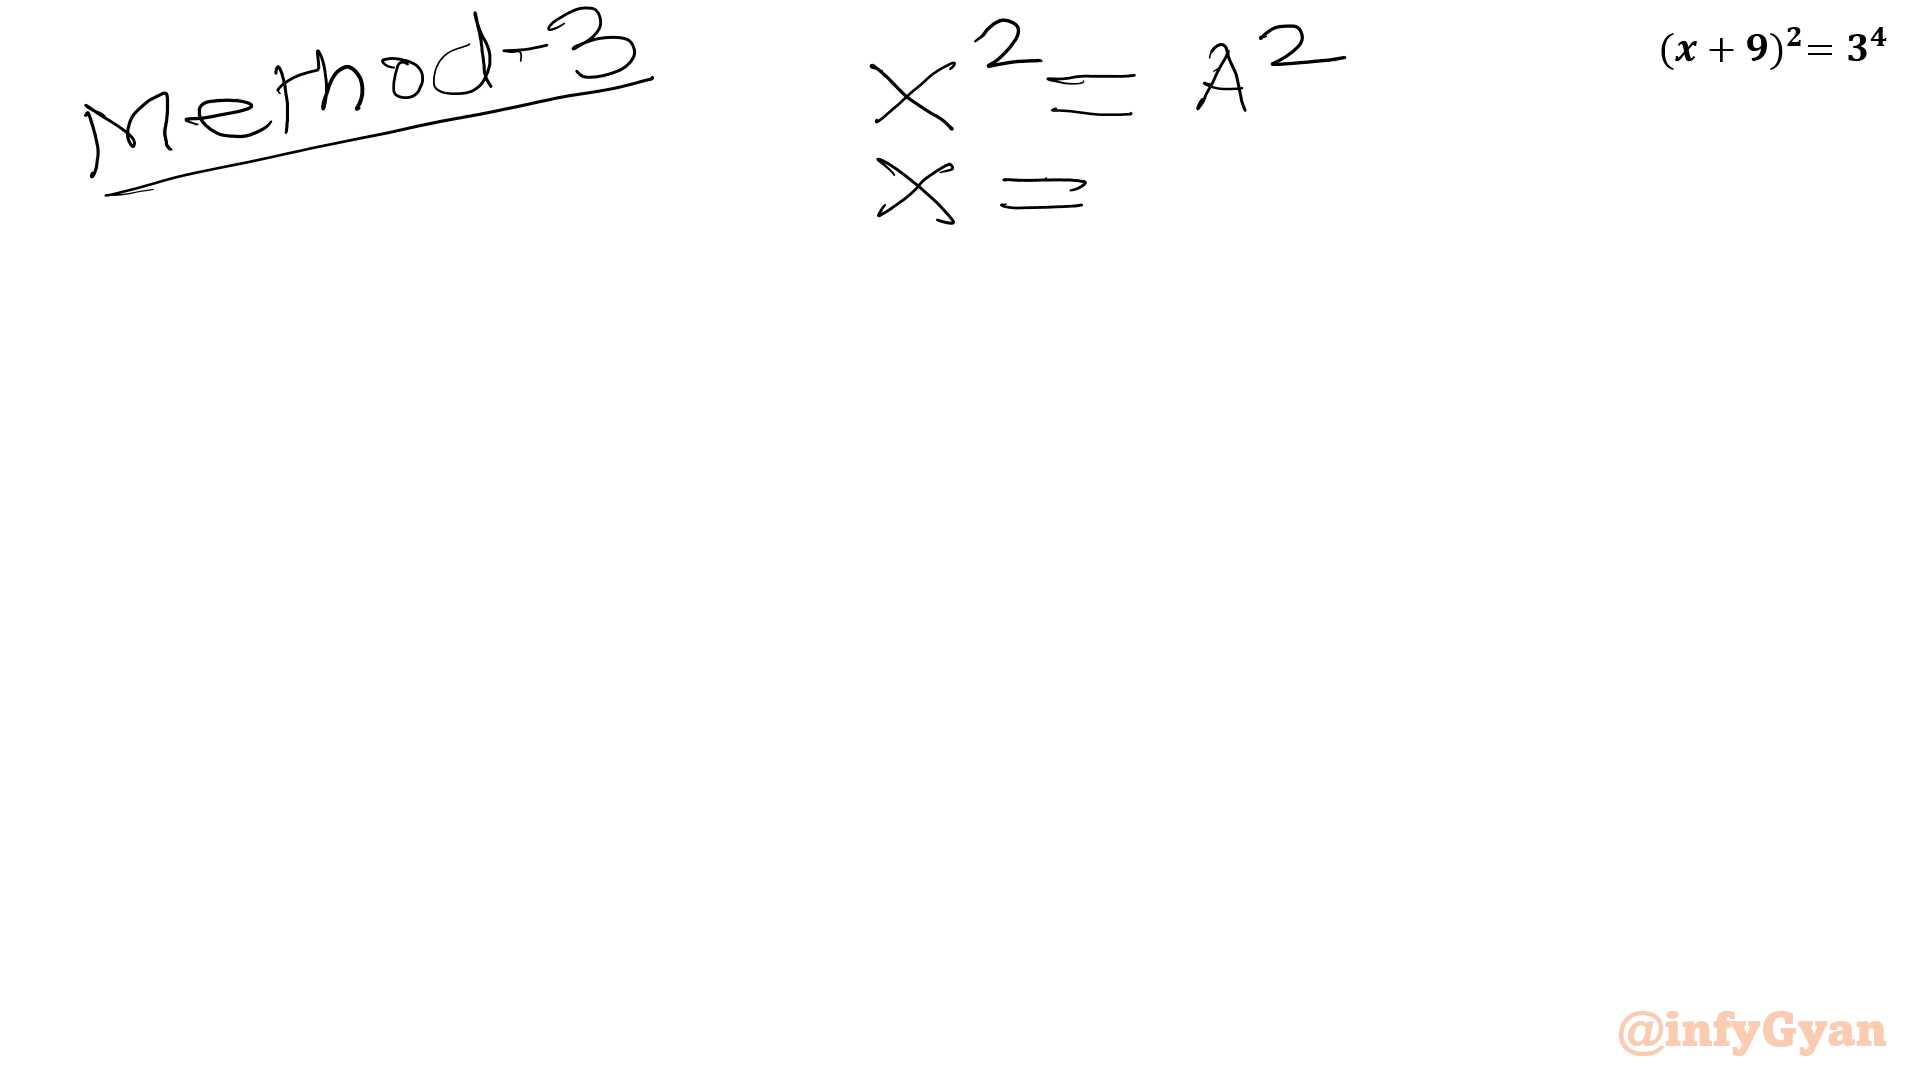 Method-3
x² = A²
x =
(x + 9)² = 3⁴
@infyGyan